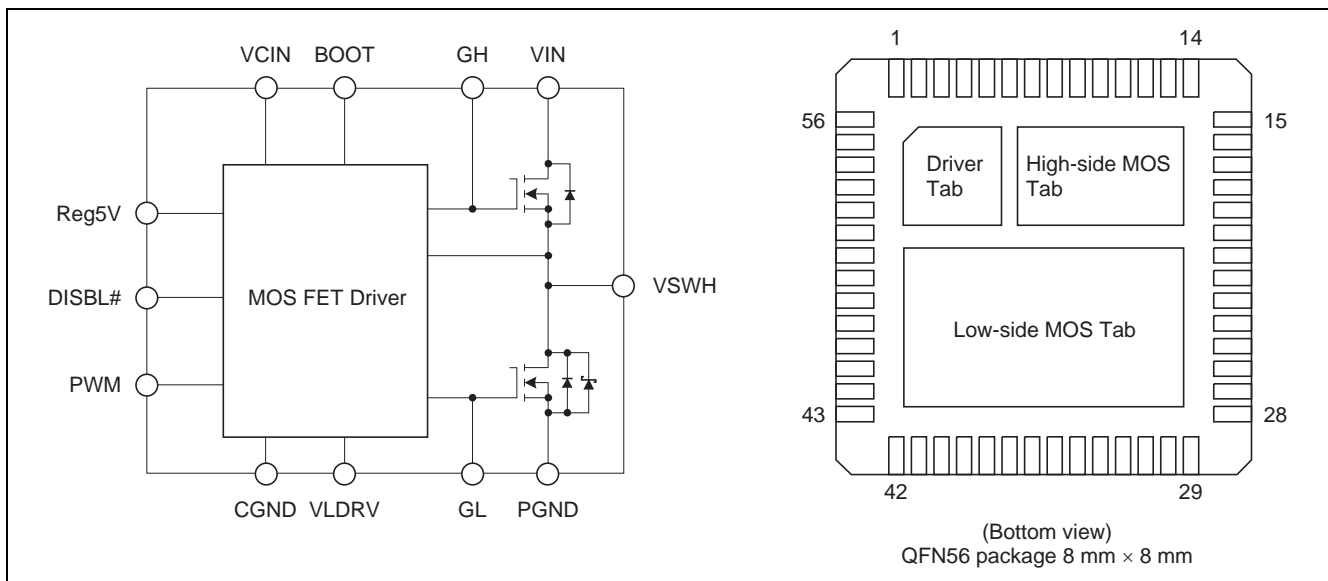 VCIN BOOT GH VIN
Reg5V
DISBL#
PWM
MOS FET Driver
VSWH
CGND VLDRV GL PGND
1 14
56 15
Driver
Tab
High-side MOS
Tab
Low-side MOS Tab
43 28
42 29
(Bottom view)
QFN56 package 8 mm × 8 mm